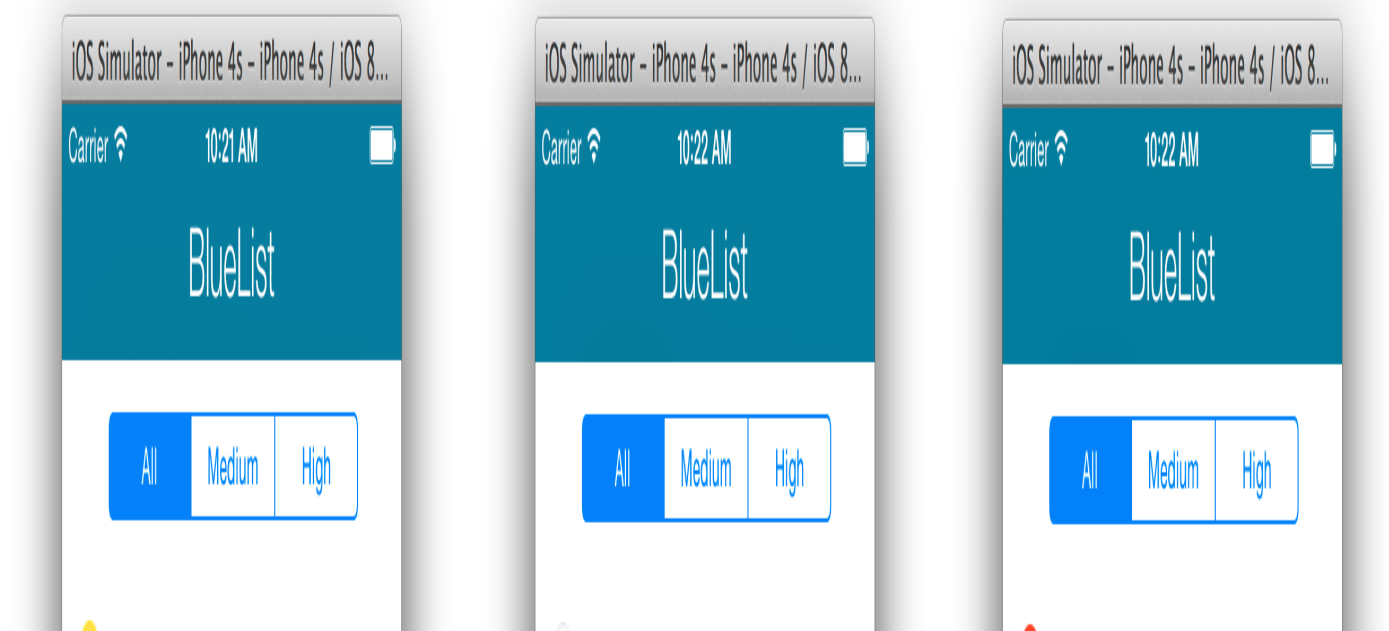 iOS Simulator – iPhone 4s – iPhone 4s / iOS 8...
Carrier 10:21 AM
BlueList
All Medium High
iOS Simulator – iPhone 4s – iPhone 4s / iOS 8...
Carrier 10:22 AM
BlueList
All Medium High
iOS Simulator – iPhone 4s – iPhone 4s / iOS 8...
Carrier 10:22 AM
BlueList
All Medium High